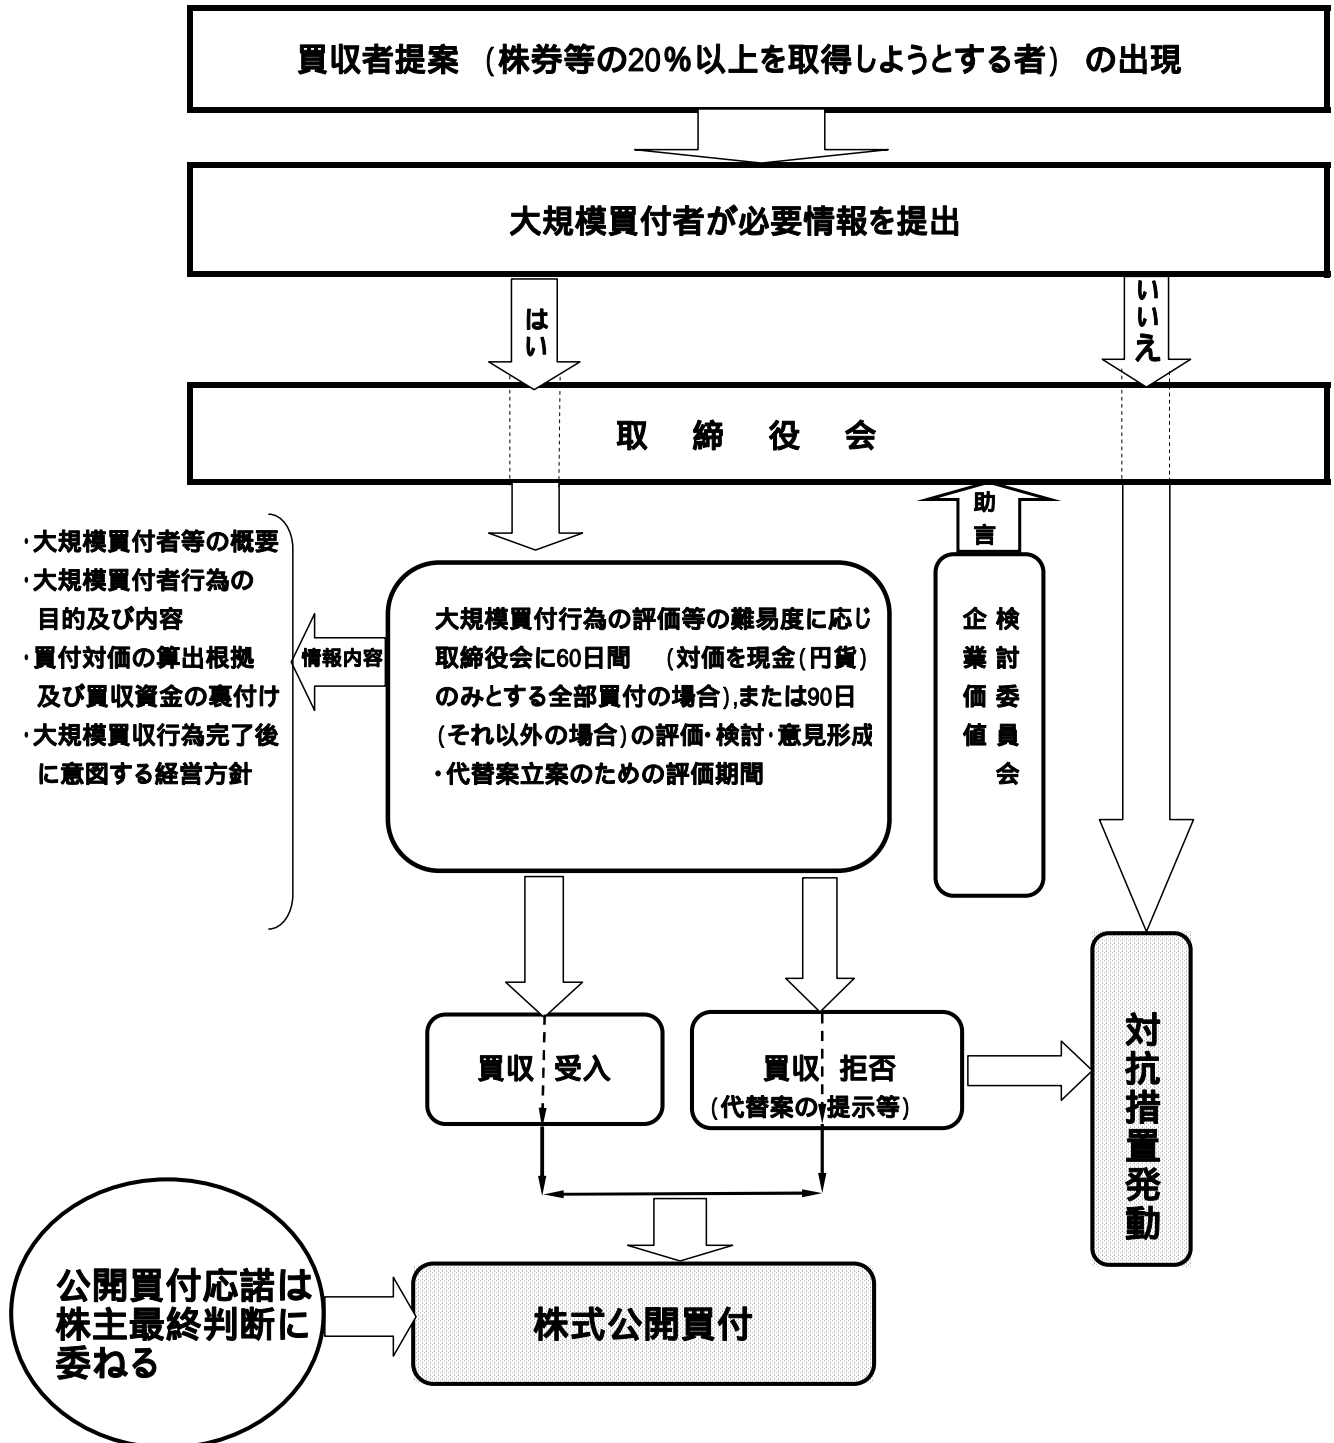 買収者提案 (株券等の20%以上を取得しようとする者) の出現
大規模買付者が必要情報を提出
はい
いいえ
取 締 役 会
助言
・大規模買付者等の概要
・大規模買付者行為の
目的及び内容
・買付対価の算出根拠
及び買収資金の裏付け
・大規模買収行為完了後
に意図する経営方針
情報内容
大規模買付行為の評価等の難易度に応じ
取締役会に60日間 (対価を現金(円貨)
のみとする全部買付の場合),または90日
(それ以外の場合)の評価・検討・意見形成
・代替案立案のための評価期間
企業価値
検討委員会
買収 受入
買収 拒否
(代替案の提示等)
対抗措置発動
公開買付応諾は
株主最終判断に
委ねる
株式公開買付